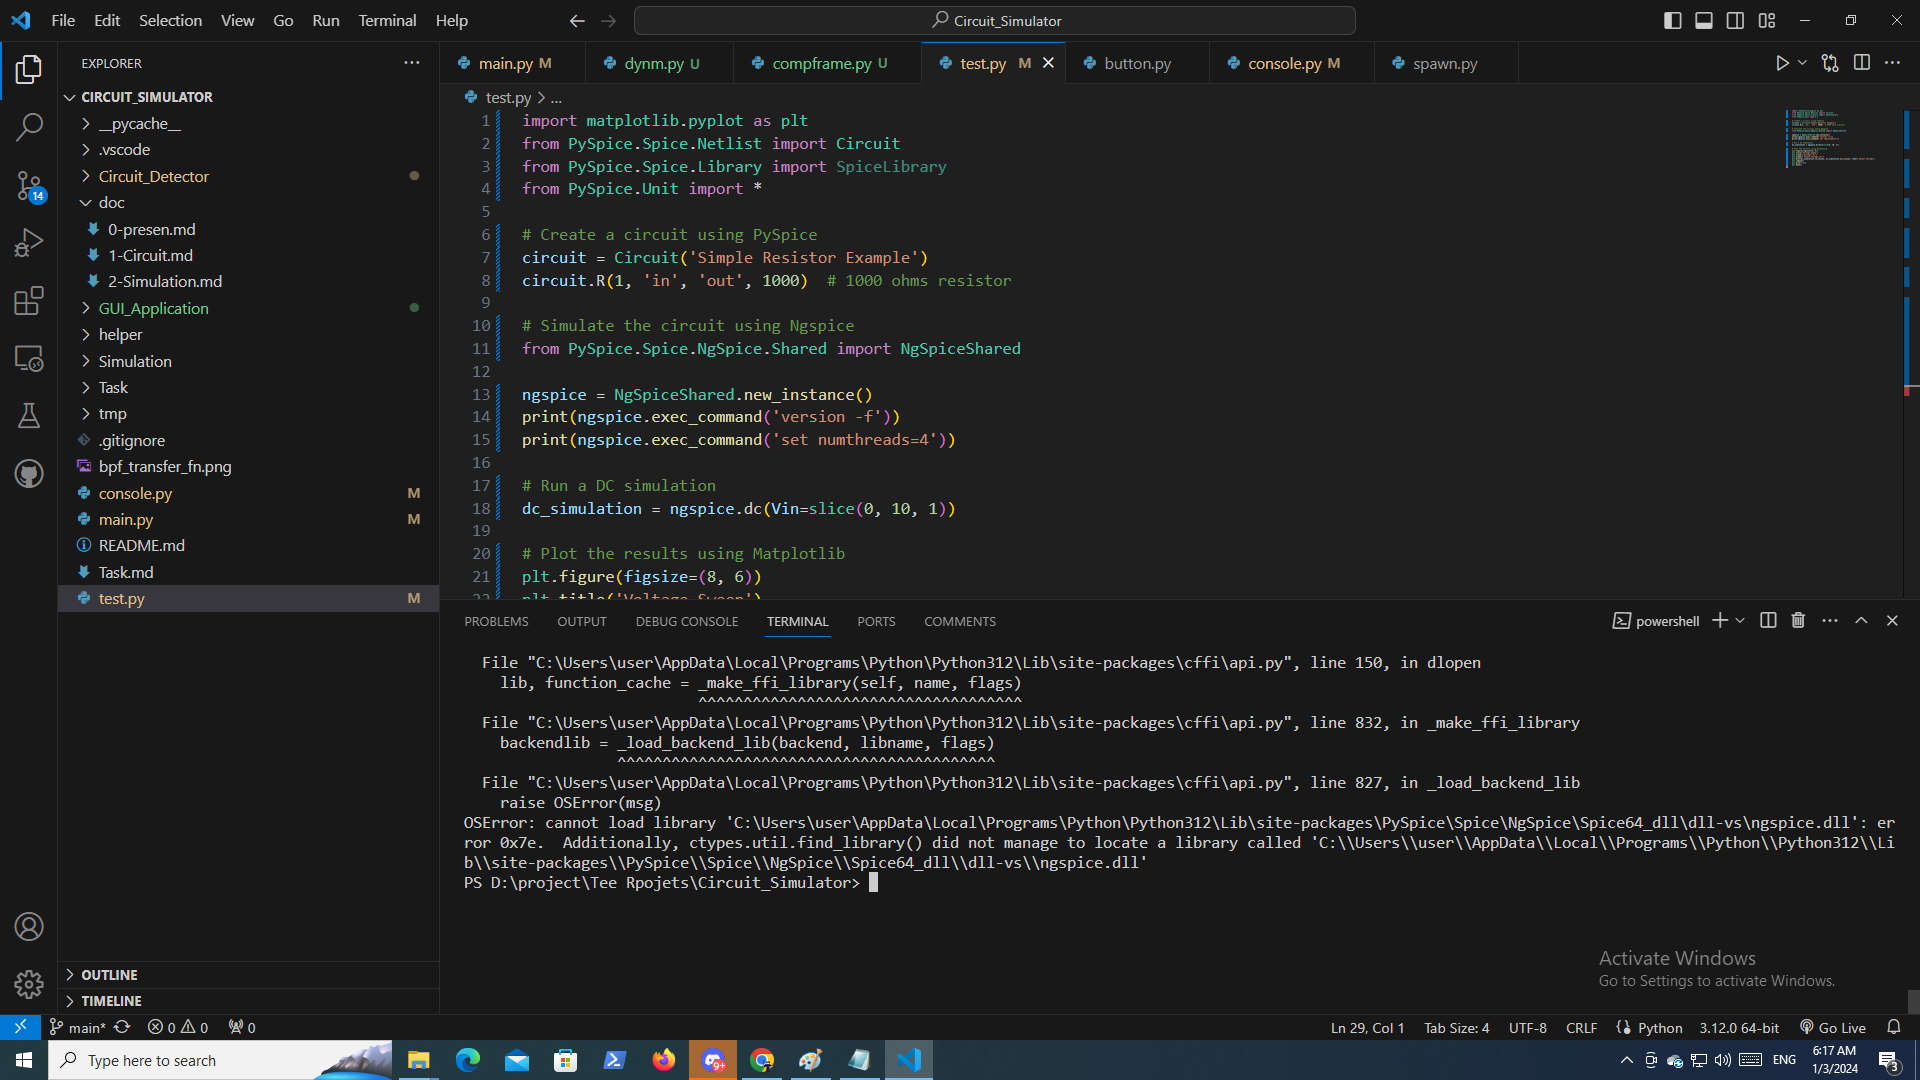 File Edit Selection View Go Run Terminal Help
Circuit_Simulator
EXPLORER
CIRCUIT_SIMULATOR
__pycache__
.vscode
Circuit_Detector
doc
0-presen.md
1-Circuit.md
2-Simulation.md
GUI_Application
helper
Simulation
Task
tmp
.gitignore
bpf_transfer_fn.png
console.py M
main.py M
README.md
Task.md
test.py M
OUTLINE
TIMELINE
14
main.py M dynm.py U compframe.py U test.py M button.py console.py M spawn.py
test.py > ...
1 import matplotlib.pyplot as plt
2 from PySpice.Spice.Netlist import Circuit
3 from PySpice.Spice.Library import SpiceLibrary
4 from PySpice.Unit import *
5
6 # Create a circuit using PySpice
7 circuit = Circuit('Simple Resistor Example')
8 circuit.R(1, 'in', 'out', 1000)  # 1000 ohms resistor
9
10 # Simulate the circuit using Ngspice
11 from PySpice.Spice.NgSpice.Shared import NgSpiceShared
12
13 ngspice = NgSpiceShared.new_instance()
14 print(ngspice.exec_command('version -f'))
15 print(ngspice.exec_command('set numthreads=4'))
16
17 # Run a DC simulation
18 dc_simulation = ngspice.dc(Vin=slice(0, 10, 1))
19
20 # Plot the results using Matplotlib
21 plt.figure(figsize=(8, 6))
22 plt.title('Voltage Sweep')
PROBLEMS OUTPUT DEBUG CONSOLE TERMINAL PORTS COMMENTS
powershell
File "C:\Users\user\AppData\Local\Programs\Python\Python312\Lib\site-packages\cffi\api.py", line 150, in dlopen
lib, function_cache = _make_ffi_library(self, name, flags)
^^^^^^^^^^^^^^^^^^^^^^^^^^^^^^^^^^^^
File "C:\Users\user\AppData\Local\Programs\Python\Python312\Lib\site-packages\cffi\api.py", line 832, in _make_ffi_library
backendlib = _load_backend_lib(backend, libname, flags)
^^^^^^^^^^^^^^^^^^^^^^^^^^^^^^^^^^^^^^^^^^
File "C:\Users\user\AppData\Local\Programs\Python\Python312\Lib\site-packages\cffi\api.py", line 827, in _load_backend_lib
raise OSError(msg)
OSError: cannot load library 'C:\Users\user\AppData\Local\Programs\Python\Python312\Lib\site-packages\PySpice\Spice\NgSpice\Spice64_dll\dll-vs\ngspice.dll': er
ror 0x7e.  Additionally, ctypes.util.find_library() did not manage to locate a library called 'C:\\Users\\user\\AppData\\Local\\Programs\\Python\\Python312\\Li
b\\site-packages\\PySpice\\Spice\\NgSpice\\Spice64_dll\\dll-vs\\ngspice.dll'
PS D:\project\Tee Rpojets\Circuit_Simulator>
Activate Windows
Go to Settings to activate Windows.
main* 0 0 0
Ln 29, Col 1 Tab Size: 4 UTF-8 CRLF Python 3.12.0 64-bit Go Live
Type here to search
9+
ENG
6:17 AM
1/3/2024
3